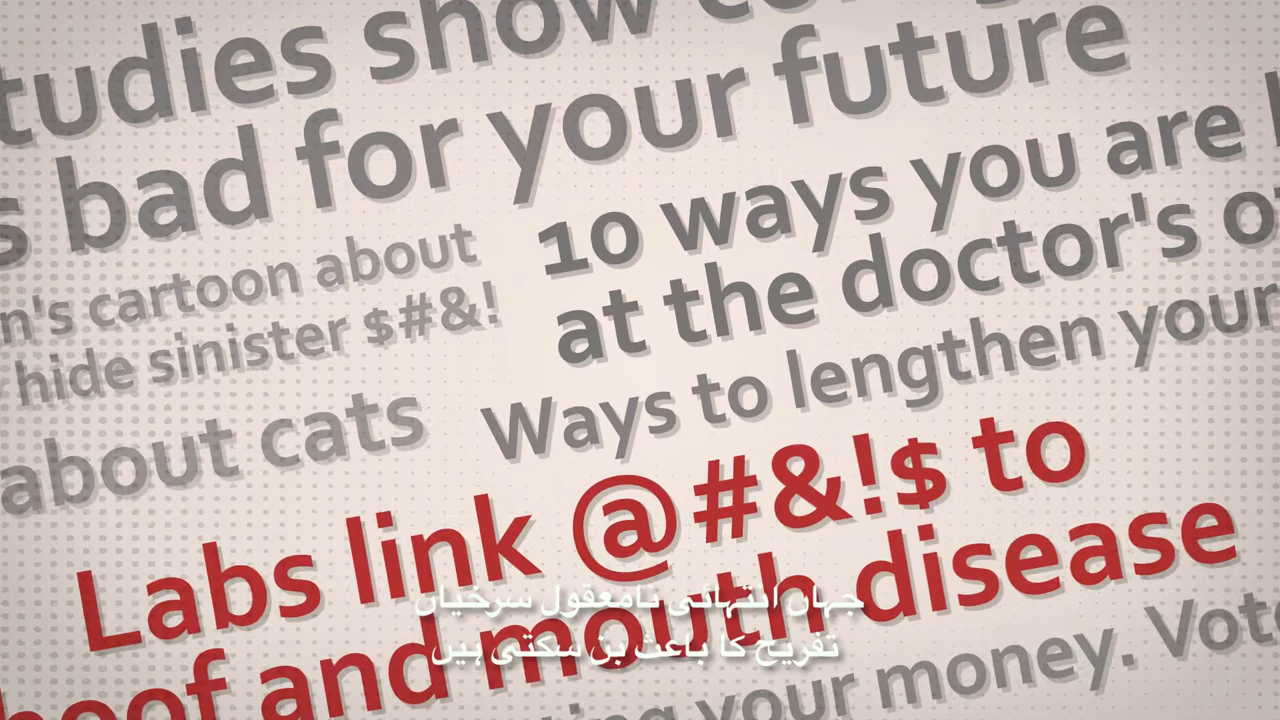 tudies show
s bad for your future
n's cartoon about
hide sinister $#&!
about cats
10 ways you are
at the doctor's
Ways to lengthen your
Labs link @#&!$ to
hoof and mouth disease
your money. Vot
جہاں انتہائی نامعقول سرخیاں
تفریح کا باعث بن سکتی ہیں